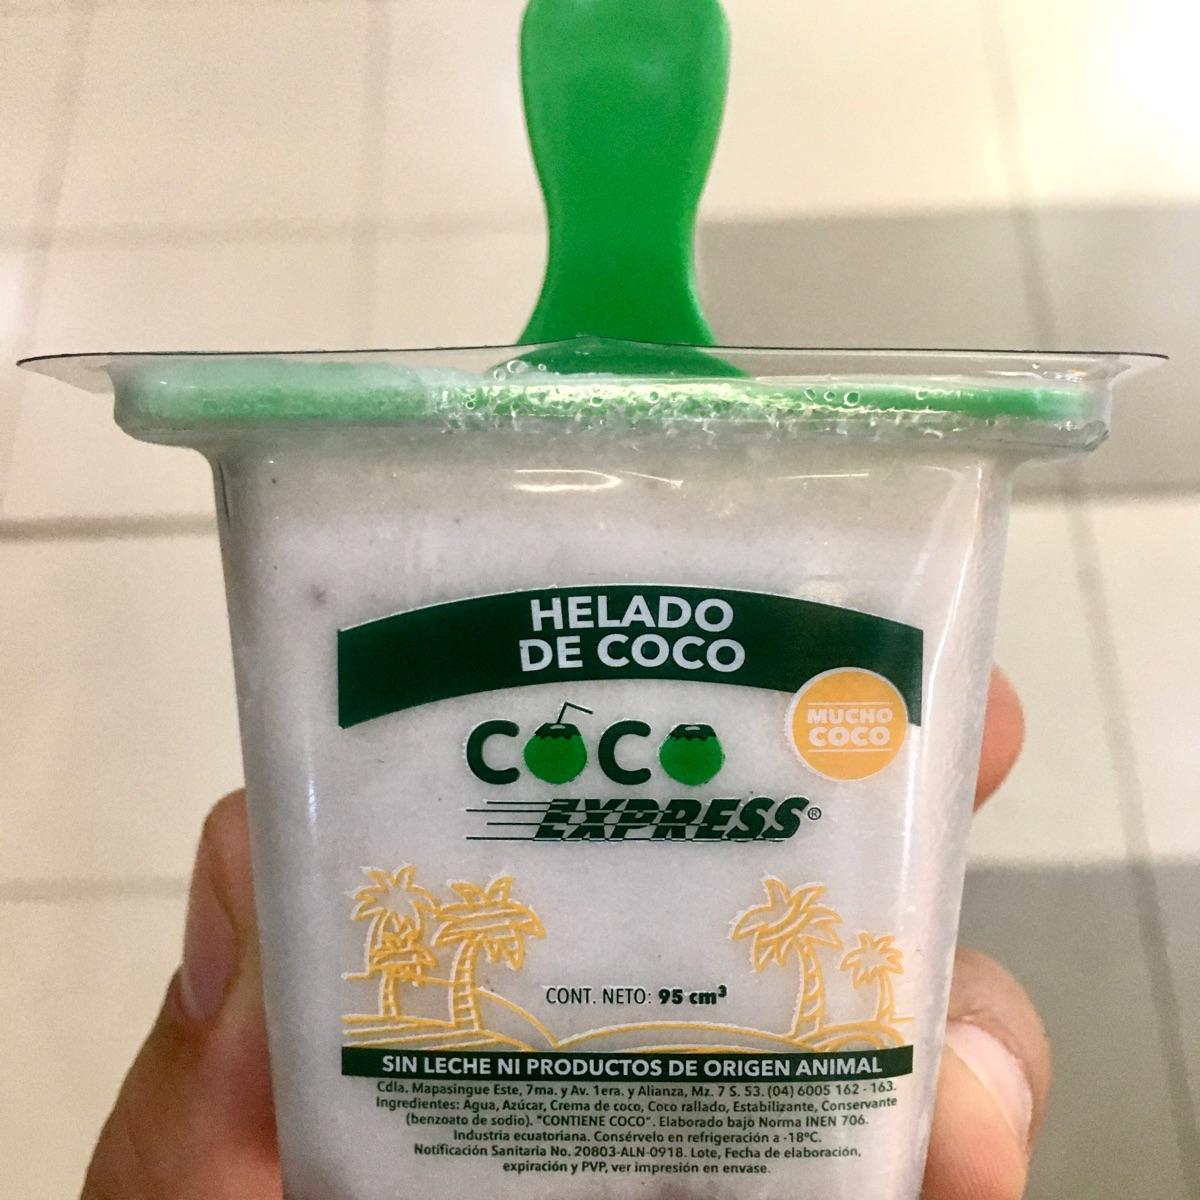 HELADO
DE COCO
MUCHO
COCO
COCO
EXPRESS®
CONT. NETO: 95 cm³
SIN LECHE NI PRODUCTOS DE ORIGEN ANIMAL
Cdla. Mapasingue Este, 7ma. y Av. 1era. y Alianza, Mz. 7 S. 53. (04) 6005 162 - 163.
Ingredientes: Agua, Azúcar, Crema de coco, Coco rallado, Estabilizante, Conservante
(benzoato de sodio). "CONTIENE COCO". Elaborado bajo Norma INEN 706.
Industria ecuatoriana. Consérvelo en refrigeración a -18ºC.
Notificación Sanitaria No. 20803-ALN-0918. Lote, Fecha de elaboración,
expiración y PVP, ver impresión en envase.